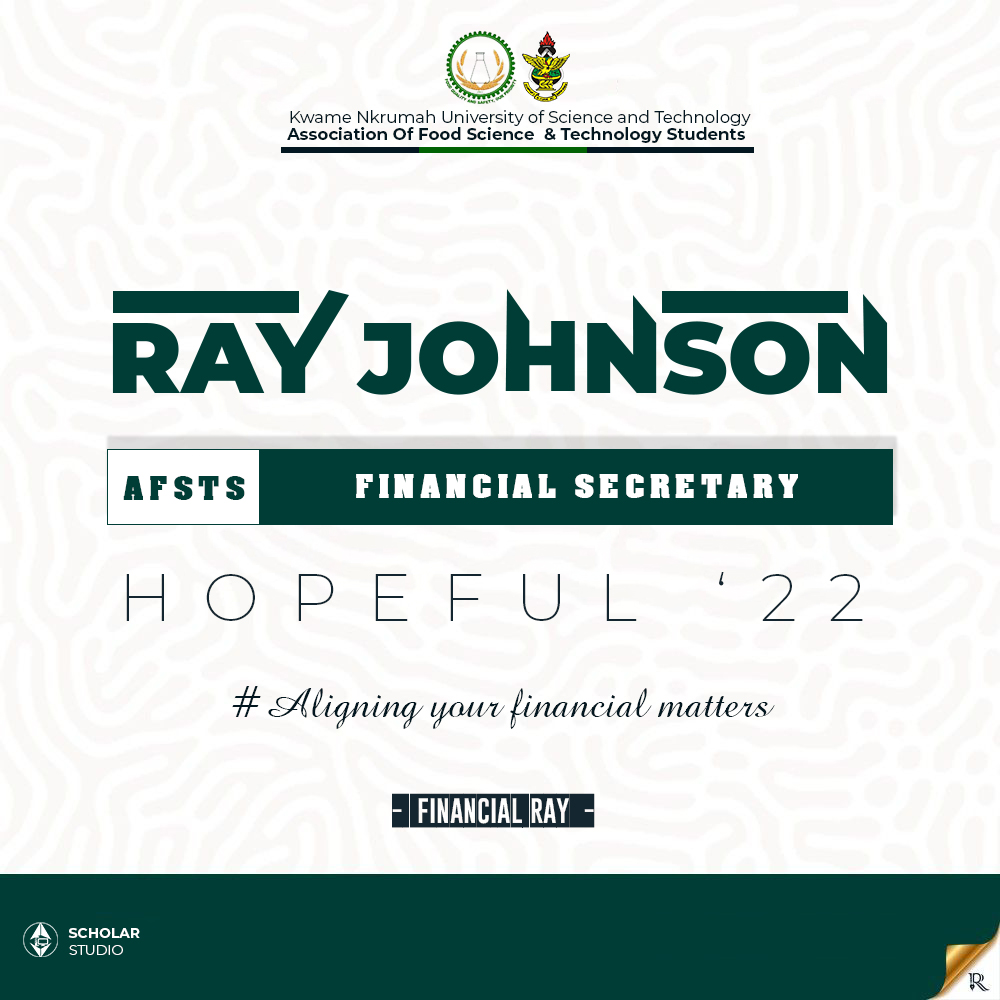 Kwame Nkrumah University of Science and Technology
Association Of Food Science & Technology Students
RAY JOHNSON
AFSTS FINANCIAL SECRETARY
HOPEFUL ‘22
# Aligning your financial matters
- FINANCIAL RAY -
SCHOLAR
STUDIO
R